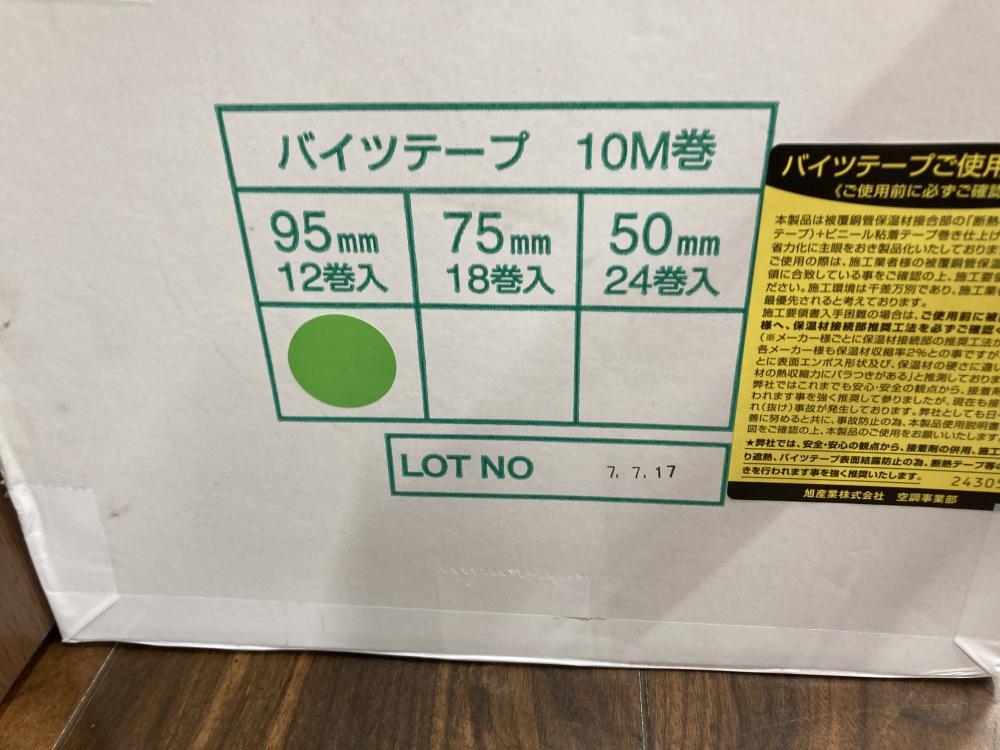 バイツテープ 10M巻
95mm
12巻入
75mm
18巻入
50mm
24巻入
LOT NO 7. 7. 17
バイツテープご使用
《ご使用前に必ずご確認
本製品は被覆銅管保温材接合部の「断熱
テープ)+ビニール粘着テープ巻き仕上げ
省力化に主眼をおき製品化いたしております
ご使用の際は、施工業者様の被覆銅管保温
領に合致している事をご確認の上、施工要
ださい。施工環境は千差万別であり、施工業
最優先されると考えております。
施工要領書入手困難の場合は、ご使用前に被
様へ、保温材接続部推奨工法を必ずご確認
(※メーカー様ごとに保温材接続部の推奨工法が
各メーカー様も保温材収縮率2%との事ですが
とに表面エンボス形状及び、保温材の硬さに違い
材の熱収縮力にバラつきがある」と推測しておりま
弊社ではこれまでも安心・安全の観点から、接着剤
われます事を強く推奨して参りましたが、現在も接
れ(抜け)事故が発生しております。弊社としても日
善に努めると共に、事故防止の為、本製品使用説明書
図をご確認の上、本製品のご使用をお願いいたします
★弊社では、安全・安心の観点から、接着剤の併用、施工
り遮熱、バイツテープ表面結露防止の為、断熱テープ等
きを行われます事を強く推奨いたします。
24305
旭産業株式会社 空調事業部